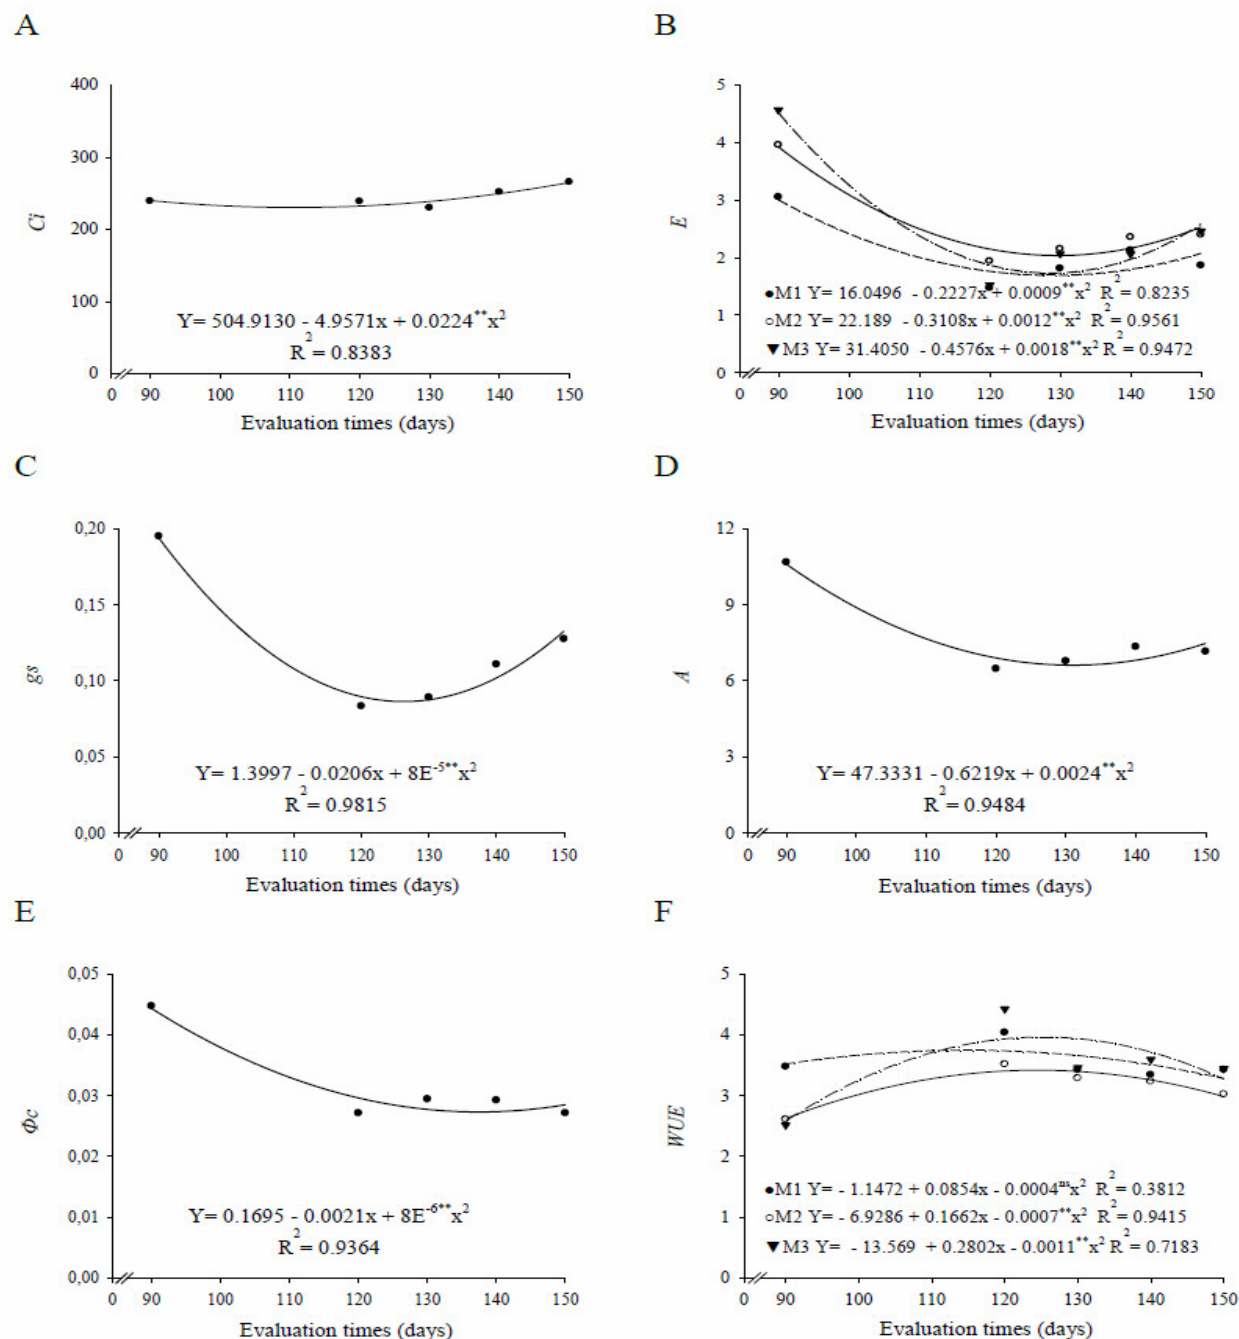 A
400
300
200
100
0
Ci
Y= 504.9130 - 4.9571x + 0.0224**x²
R² = 0.8383
0 90 100 110 120 130 140 150
Evaluation times (days)
B
5
4
3
2
1
0
E
●M1 Y= 16.0496 - 0.2227x + 0.0009**x² R² = 0.8235
○M2 Y= 22.189 - 0.3108x + 0.0012**x² R² = 0.9561
▼M3 Y= 31.4050 - 0.4576x + 0.0018**x² R² = 0.9472
0 90 100 110 120 130 140 150
Evaluation times (days)
C
0,20
0,15
0,10
0,05
0,00
gs
Y= 1.3997 - 0.0206x + 8E⁻⁵**x²
R² = 0.9815
0 90 100 110 120 130 140 150
Evaluation times (days)
D
12
9
6
3
0
A
Y= 47.3331 - 0.6219x + 0.0024**x²
R² = 0.9484
0 90 100 110 120 130 140 150
Evaluation times (days)
E
0,05
0,04
0,03
0,02
0,01
0,00
Φc
Y= 0.1695 - 0.0021x + 8E⁻⁶**x²
R² = 0.9364
0 90 100 110 120 130 140 150
Evaluation times (days)
F
5
4
3
2
1
0
WUE
●M1 Y= - 1.1472 + 0.0854x - 0.0004ⁿˢx² R² = 0.3812
○M2 Y= - 6.9286 + 0.1662x - 0.0007**x² R² = 0.9415
▼M3 Y= - 13.569 + 0.2802x - 0.0011**x² R² = 0.7183
0 90 100 110 120 130 140 150
Evaluation times (days)